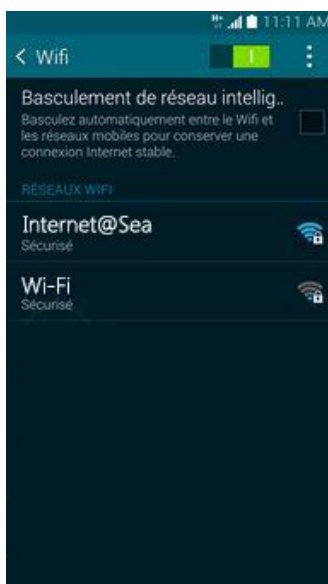 H+ 11:11 AM
< Wifi
Basculement de réseau intellig..
Basculez automatiquement entre le Wifi et
les réseaux mobiles pour conserver une
connexion Internet stable.
RÉSEAUX WIFI
Internet@Sea
Sécurisé
Wi-Fi
Sécurisé